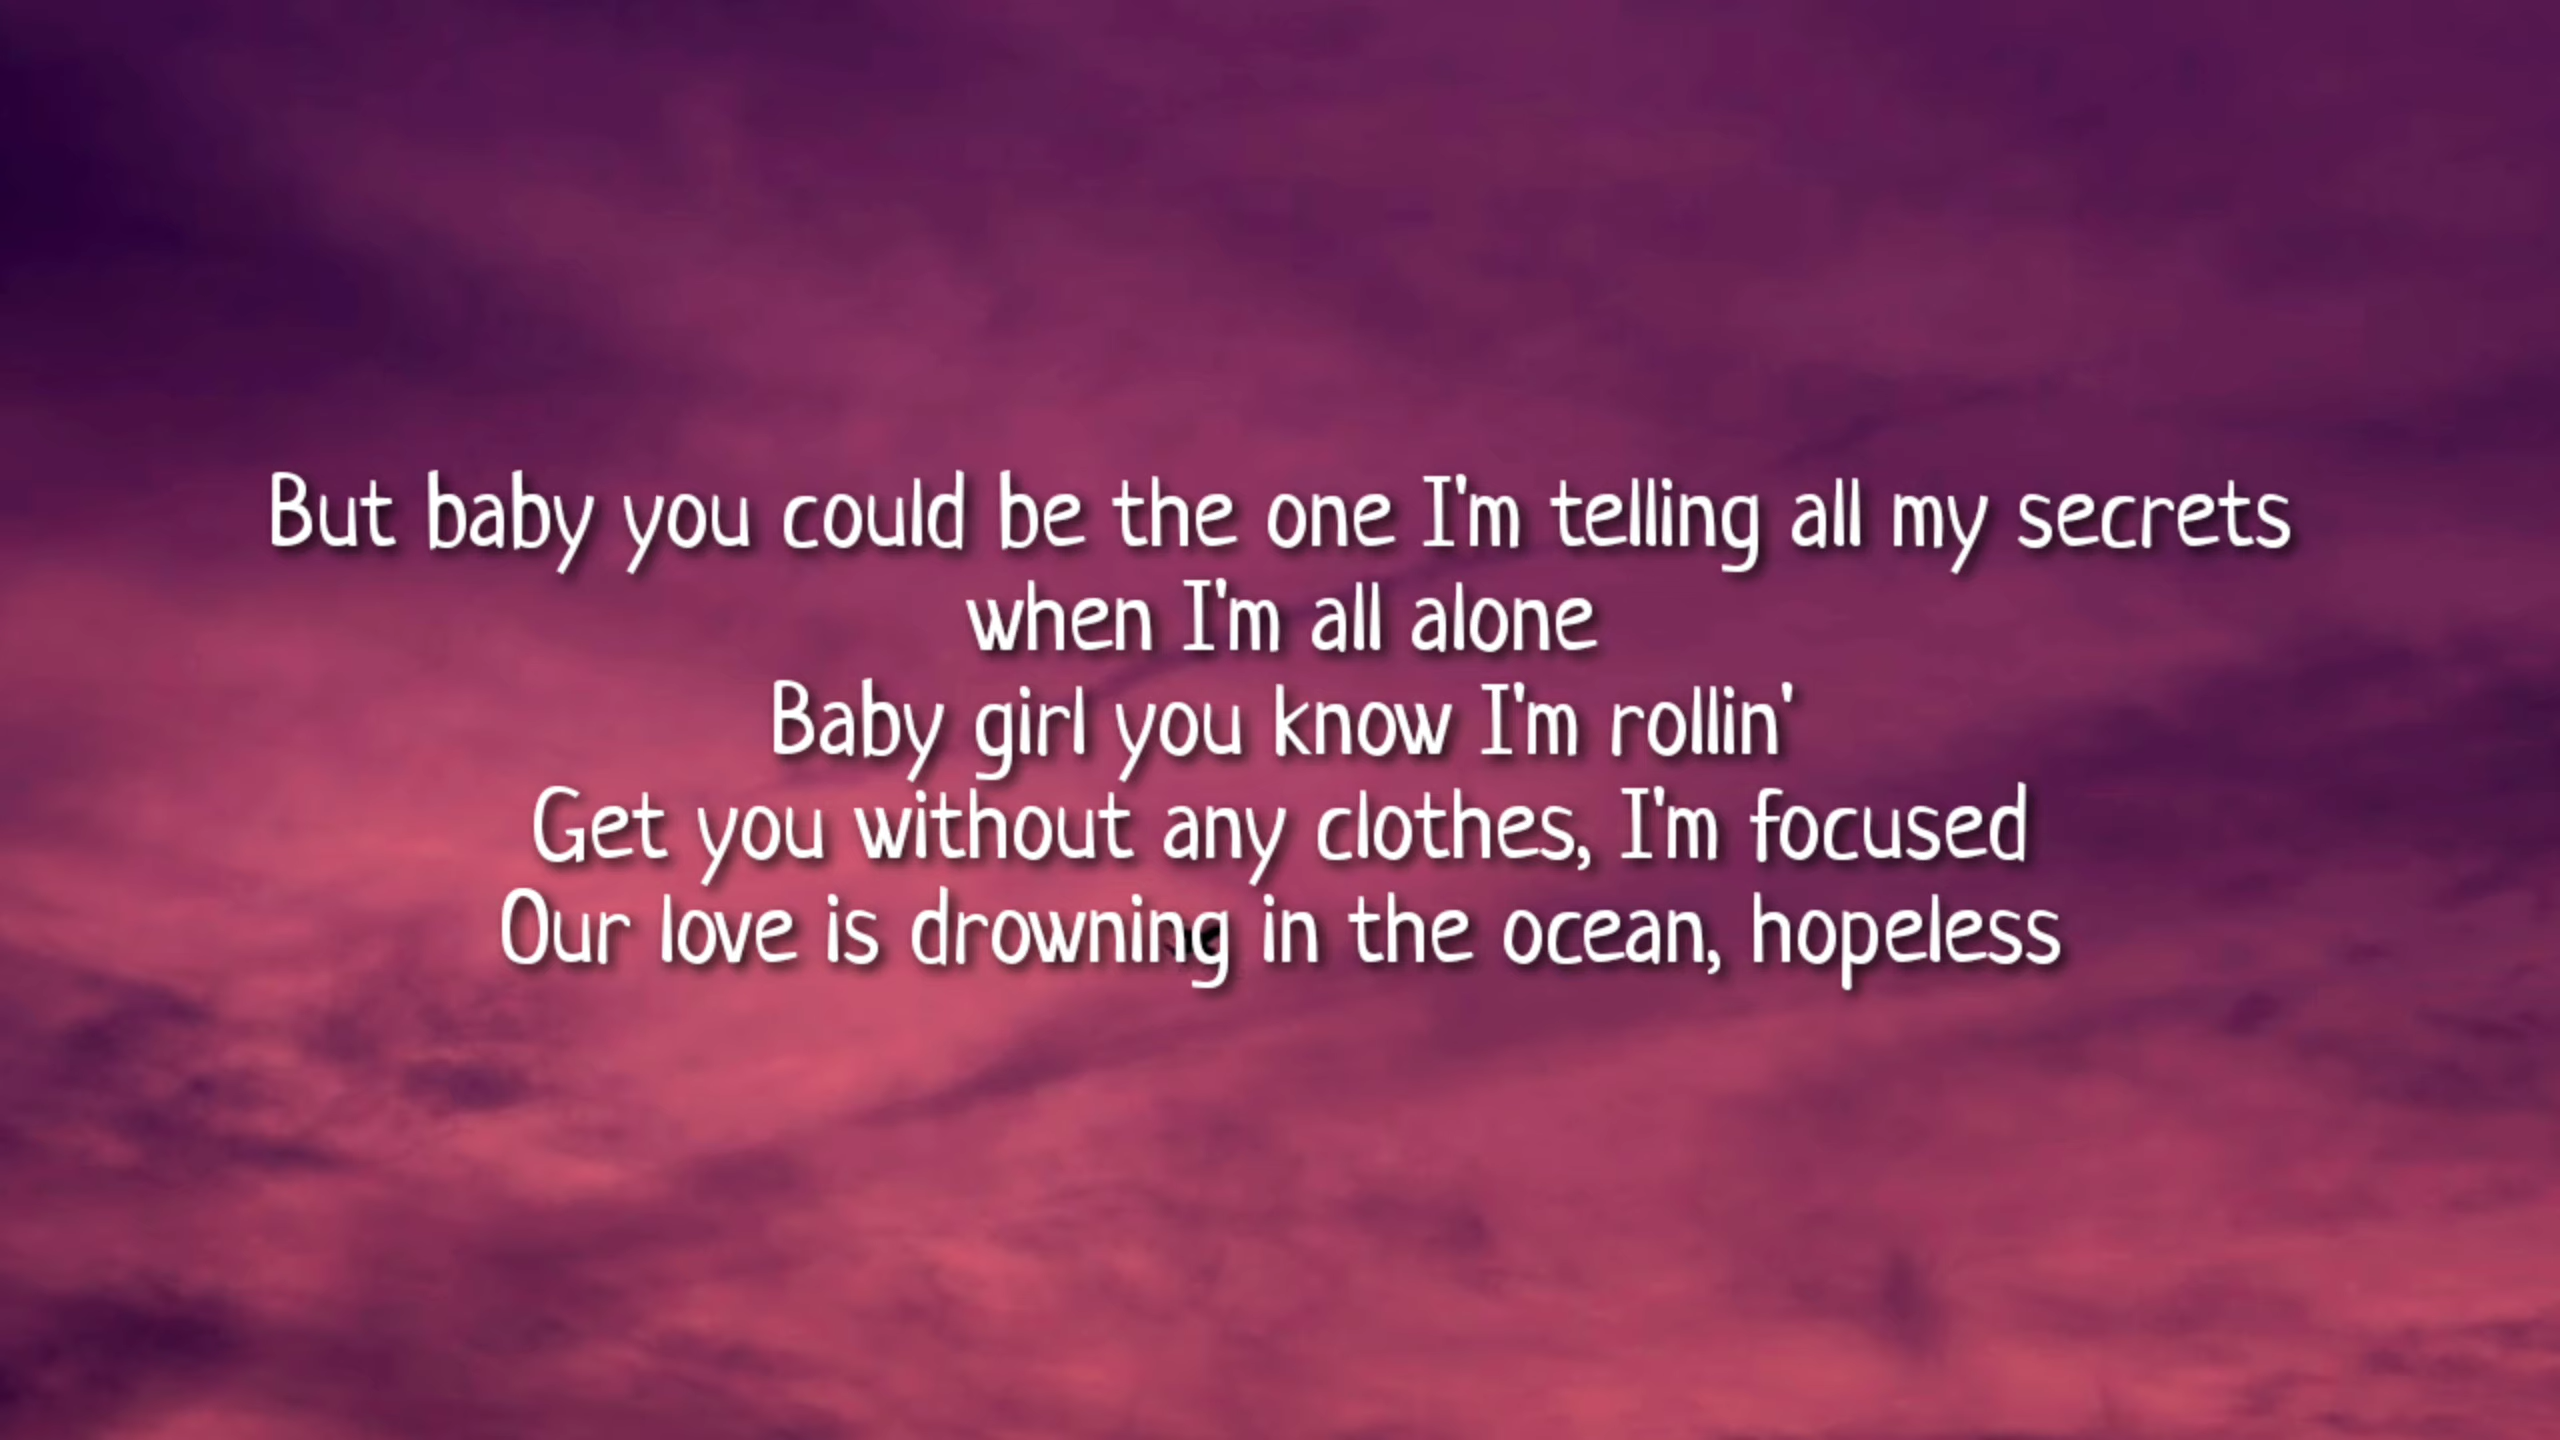 But baby you could be the one I'm telling all my secrets
when I'm all alone
Baby girl you know I'm rollin'
Get you without any clothes, I'm focused
Our love is drowning in the ocean, hopeless